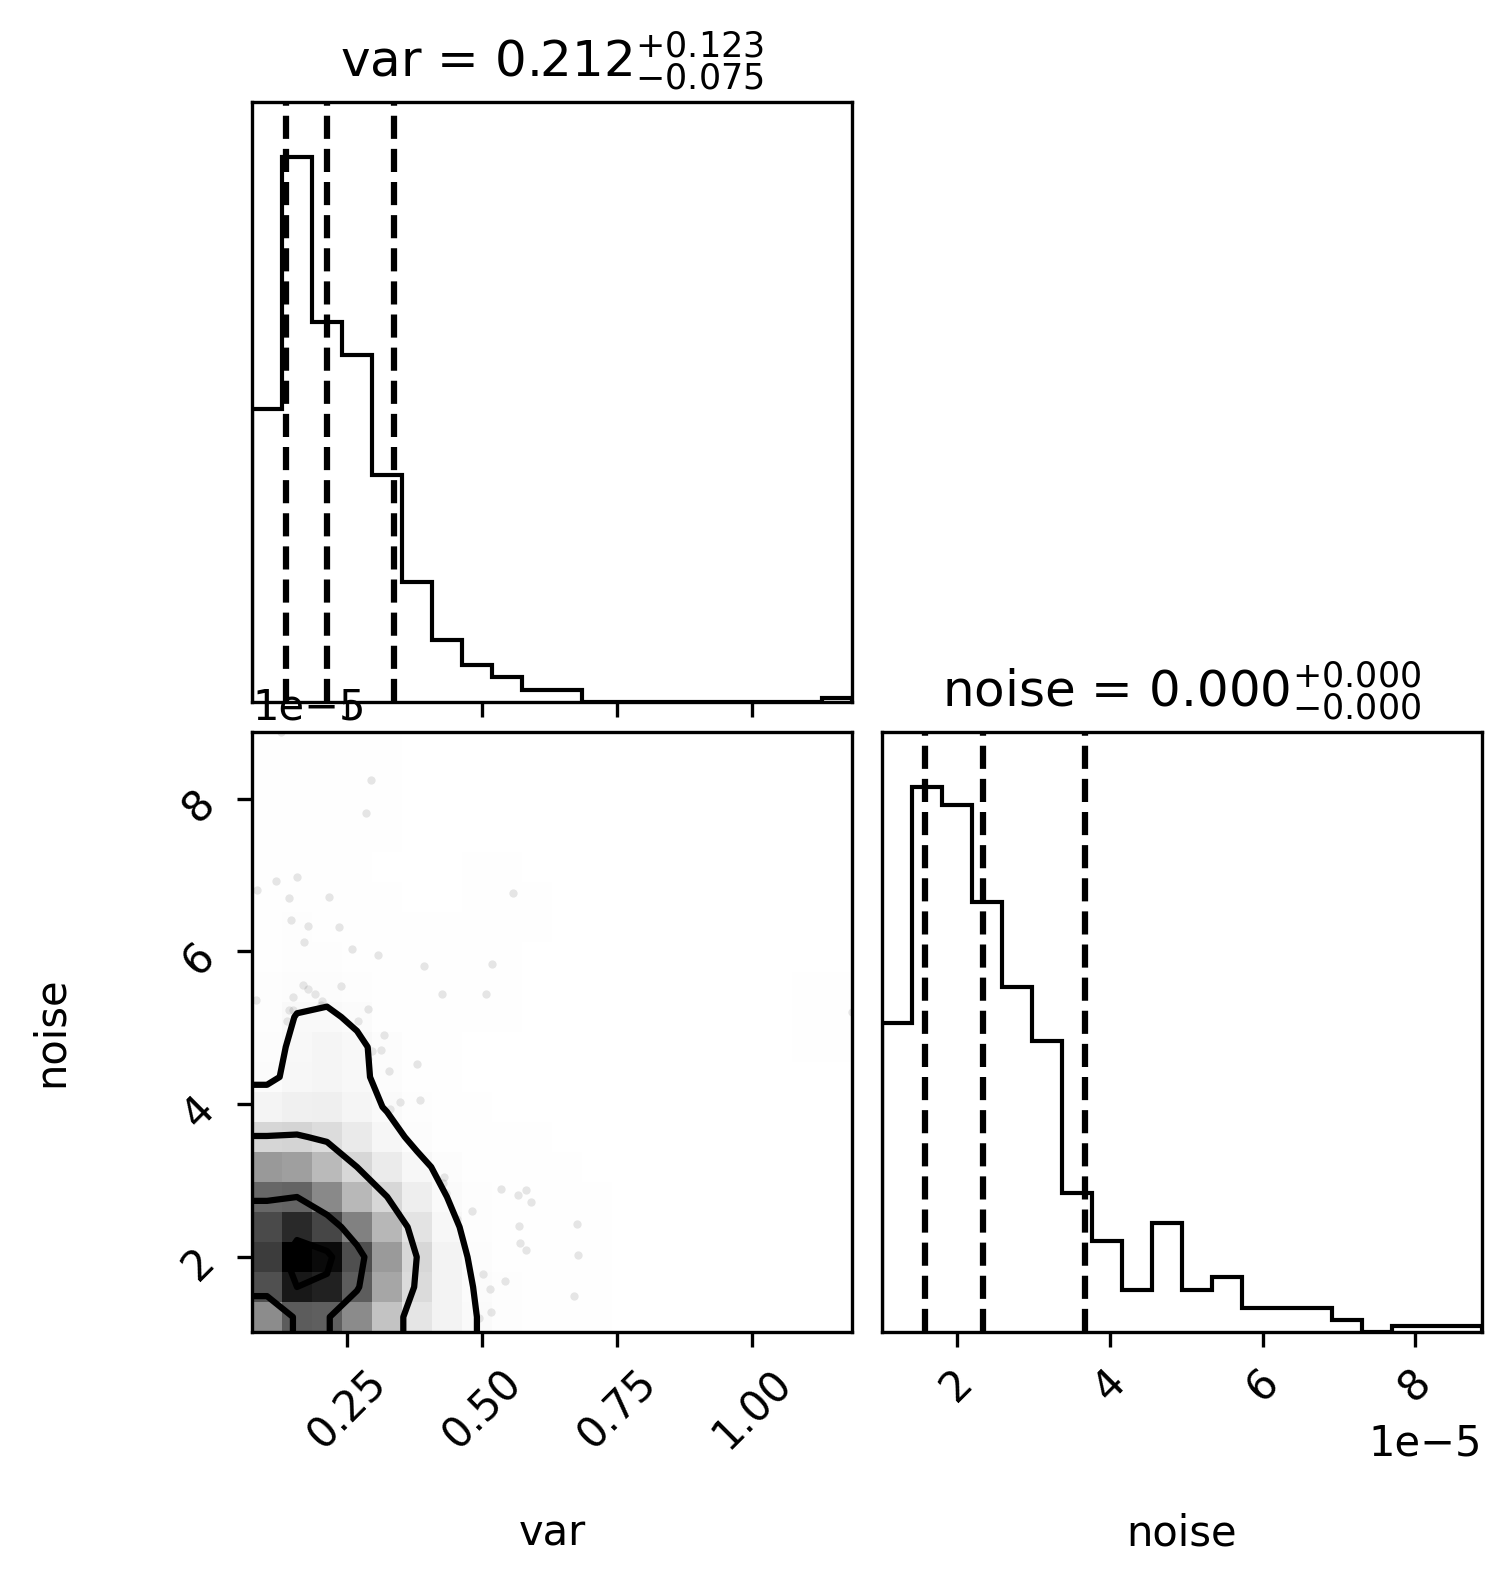 var = 0.212+0.123−0.075
1e−5
noise = 0.000+0.000−0.000
8
6
4
2
noise
0.25 0.50 0.75 1.00
2 4 6 8
1e−5
var
noise